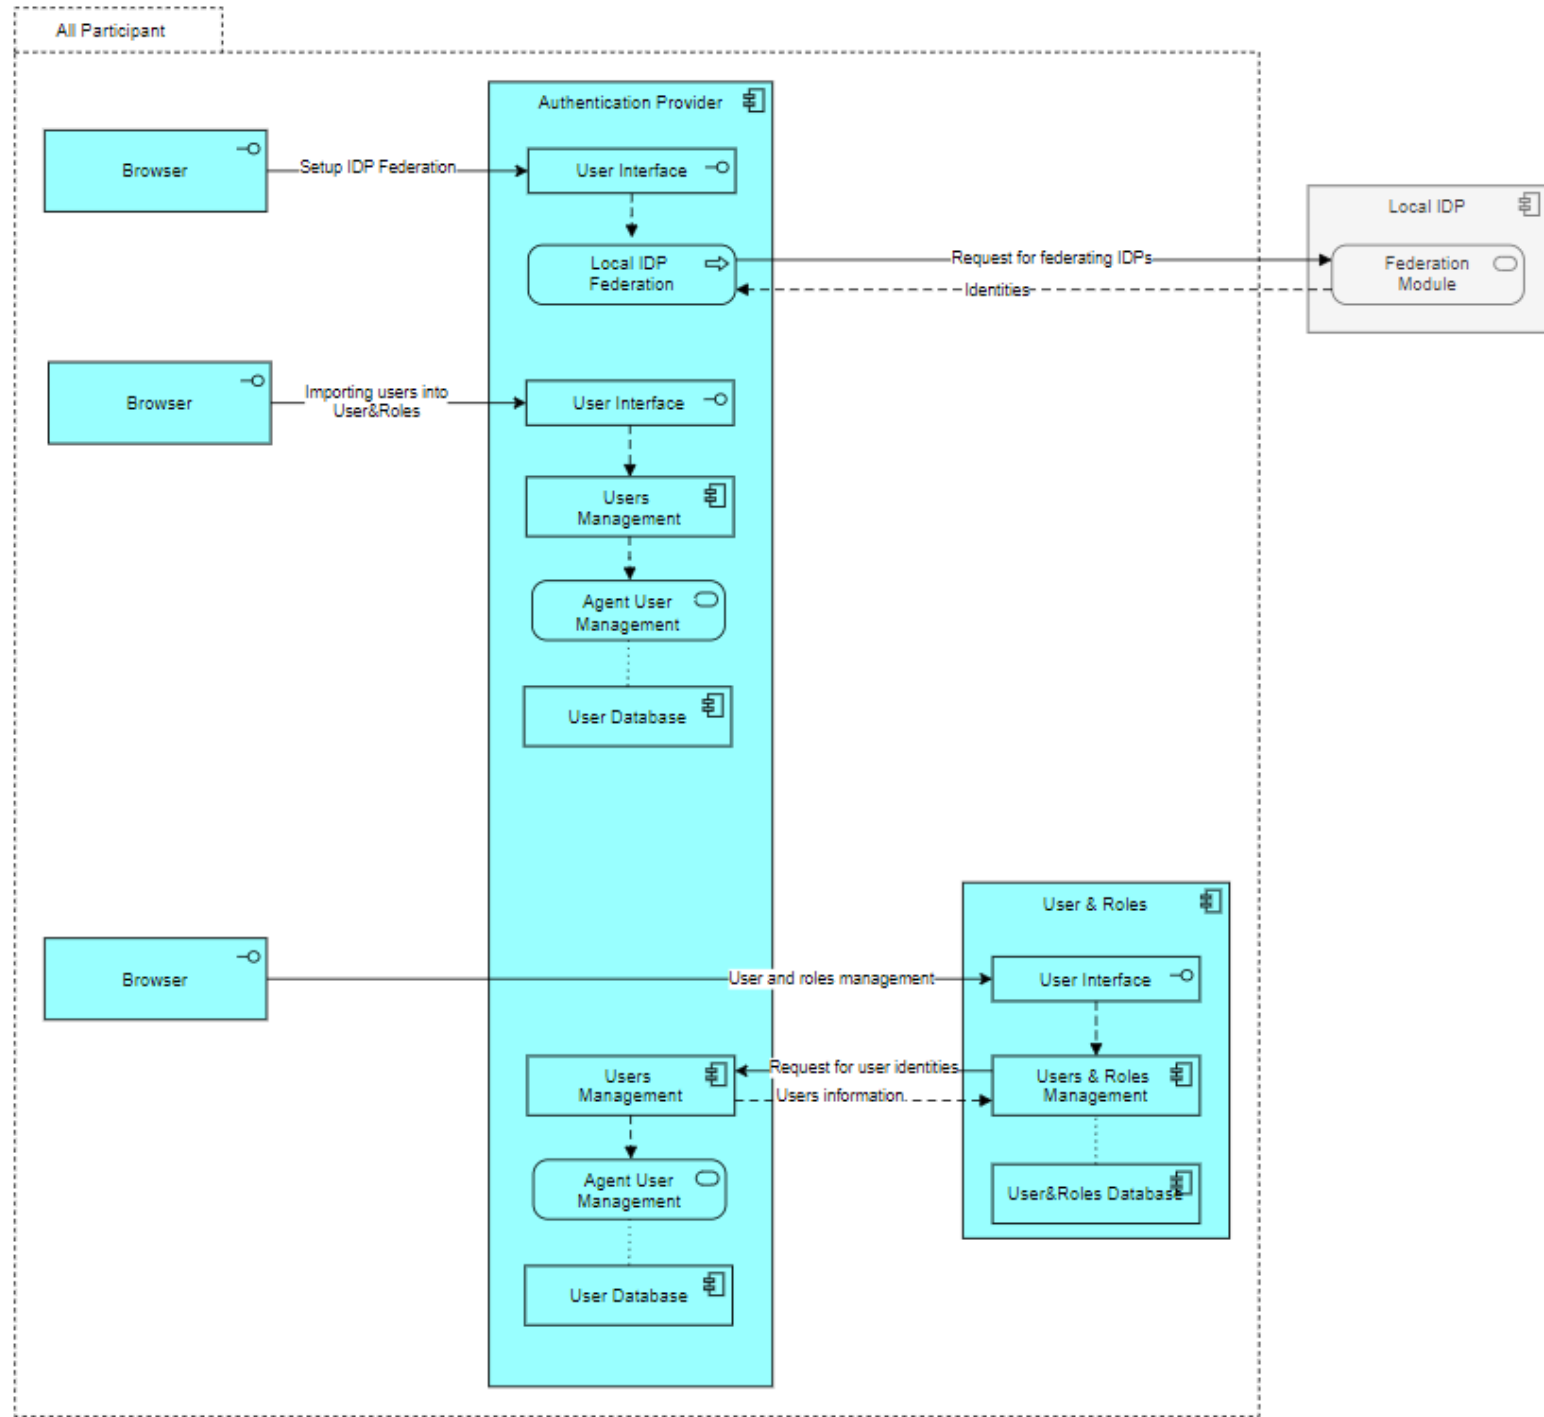 All Participant
Authentication Provider
Browser
Setup IDP Federation
User Interface
Local IDP
Local IDP
Federation
Request for federating IDPs
Identities
Federation
Module
Browser
Importing users into
User&Roles
User Interface
Users
Management
Agent User
Management
User Database
User & Roles
Browser
User and roles management
User Interface
Users
Management
Request for user identities
Users information
Users & Roles
Management
Agent User
Management
User&Roles Database
User Database